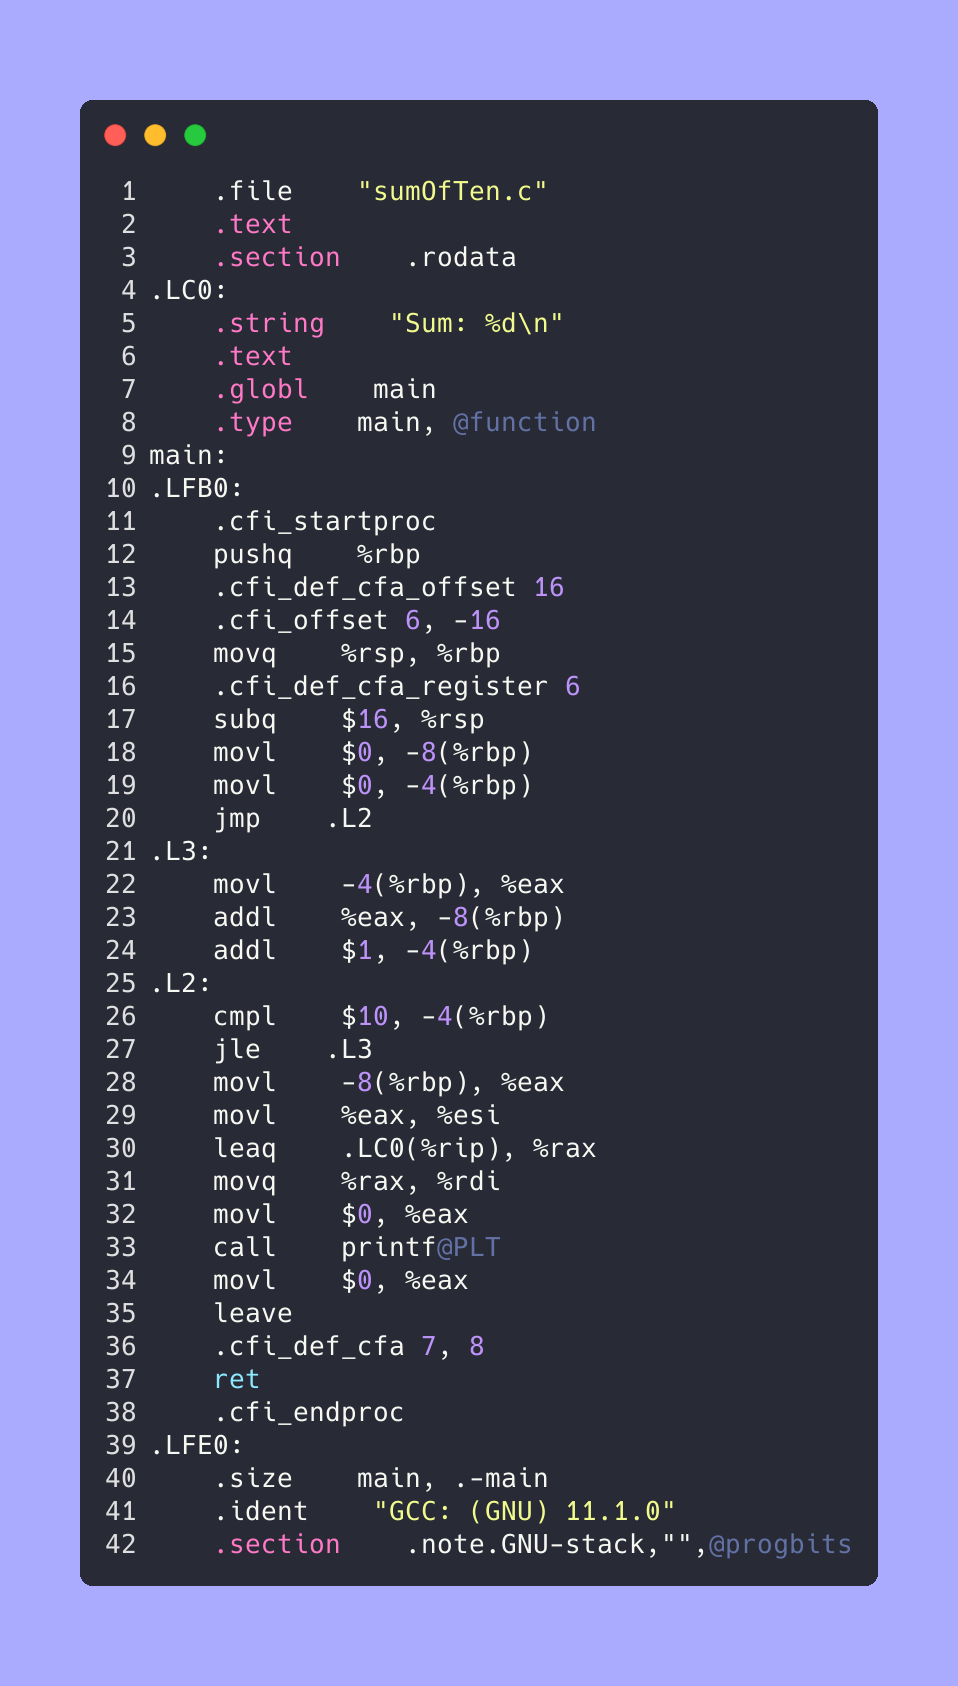 1 .file "sumOfTen.c"
2 .text
3 .section .rodata
4 .LC0:
5 .string "Sum: %d\n"
6 .text
7 .globl main
8 .type main, @function
9 main:
10 .LFB0:
11 .cfi_startproc
12 pushq %rbp
13 .cfi_def_cfa_offset 16
14 .cfi_offset 6, -16
15 movq %rsp, %rbp
16 .cfi_def_cfa_register 6
17 subq $16, %rsp
18 movl $0, -8(%rbp)
19 movl $0, -4(%rbp)
20 jmp .L2
21 .L3:
22 movl -4(%rbp), %eax
23 addl %eax, -8(%rbp)
24 addl $1, -4(%rbp)
25 .L2:
26 cmpl $10, -4(%rbp)
27 jle .L3
28 movl -8(%rbp), %eax
29 movl %eax, %esi
30 leaq .LC0(%rip), %rax
31 movq %rax, %rdi
32 movl $0, %eax
33 call printf@PLT
34 movl $0, %eax
35 leave
36 .cfi_def_cfa 7, 8
37 ret
38 .cfi_endproc
39 .LFE0:
40 .size main, .-main
41 .ident "GCC: (GNU) 11.1.0"
42 .section .note.GNU-stack,"",@progbits